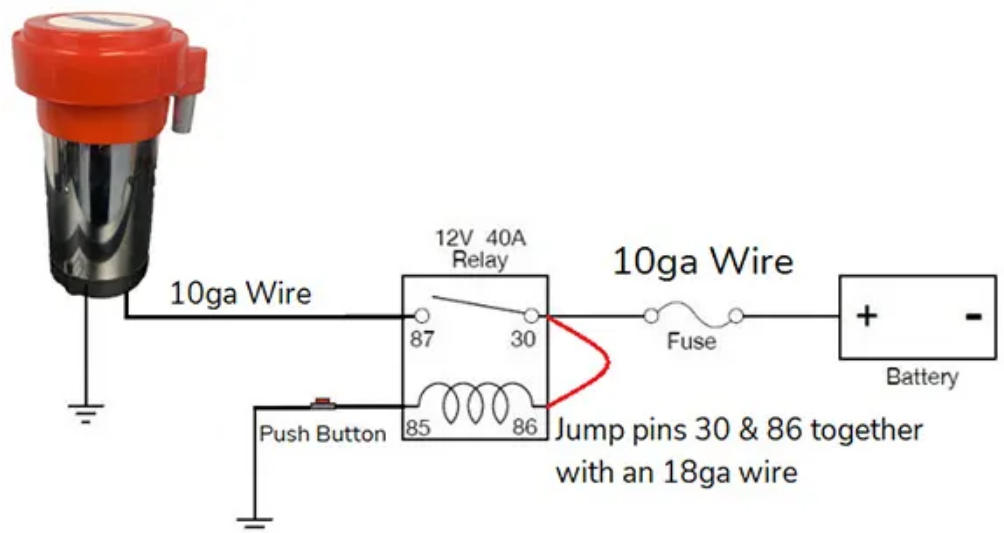 12V 40A
Relay
10ga Wire
10ga Wire
87
30
Fuse
+
-
Battery
Push Button
85
86
Jump pins 30 & 86 together
with an 18ga wire